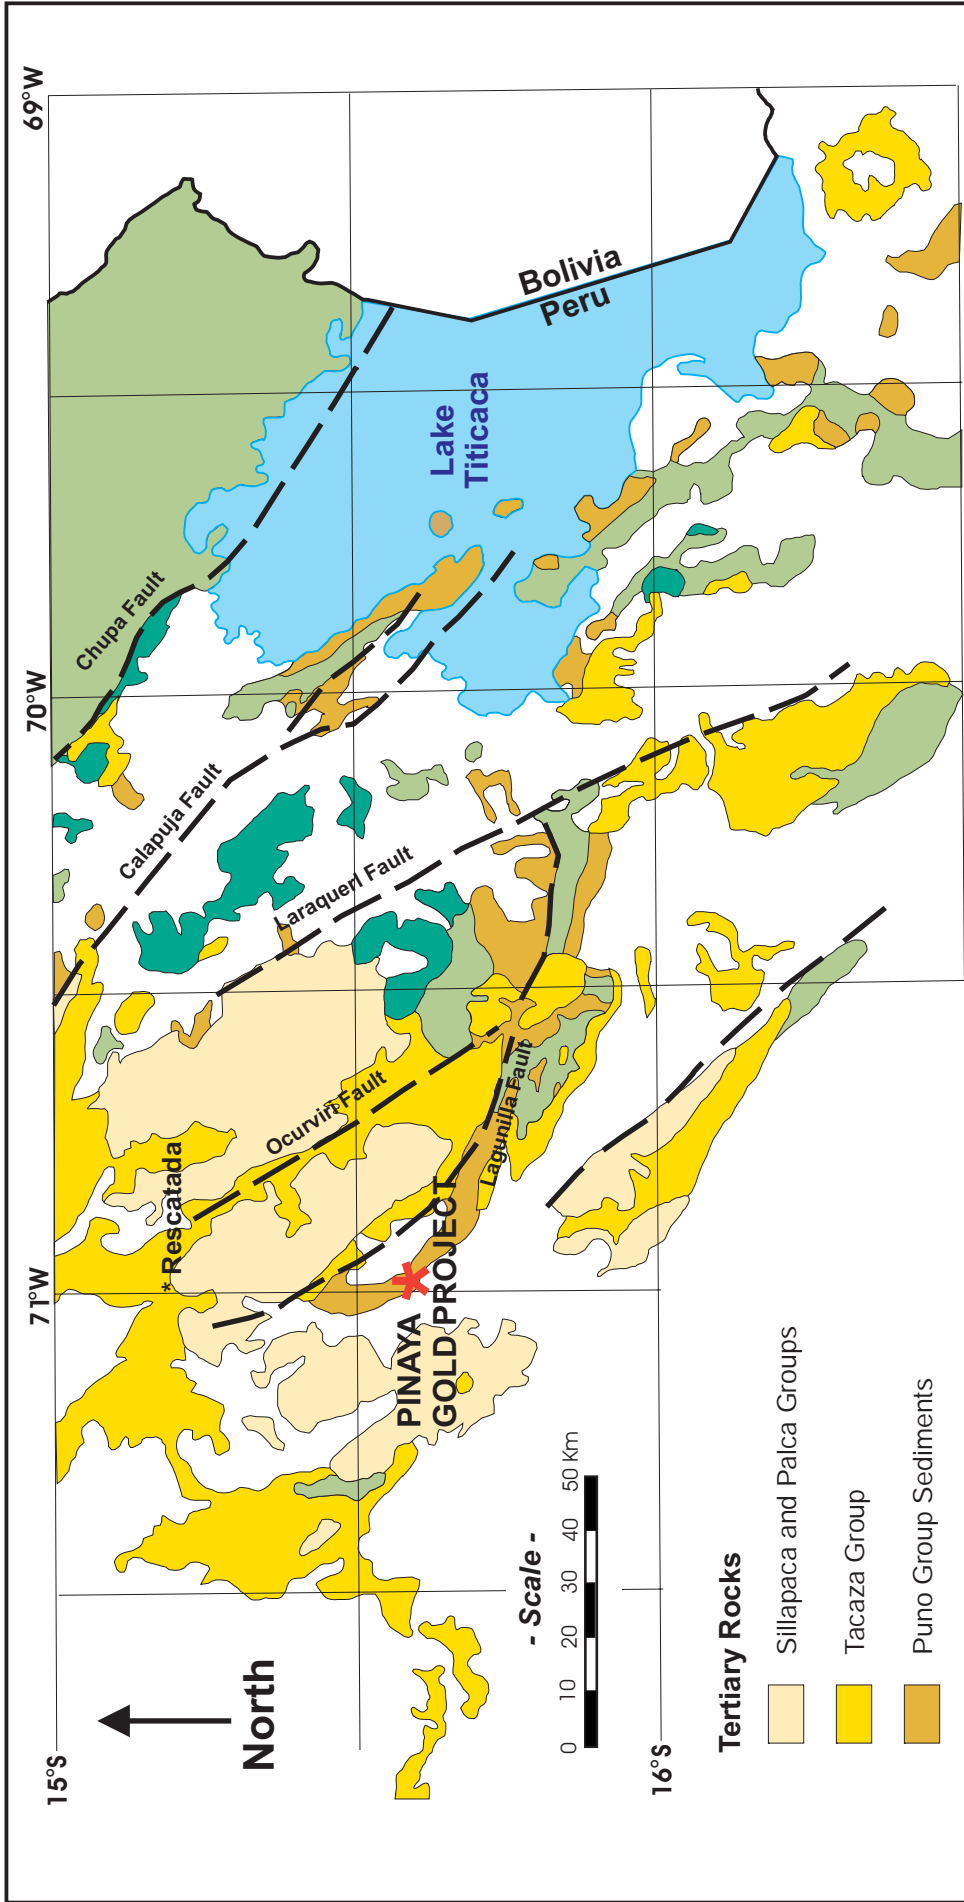 71°W
70°W
69°W
15°S
16°S
North
* Rescatada
Chupa Fault
Calapuja Fault
Laraqueri Fault
Ocurviri Fault
Lagunilla Fault
PINAYA
GOLD PROJECT
Lake
Titicaca
Bolivia
Peru
- Scale -
0 10 20 30 40 50 Km
Tertiary Rocks
Sillapaca and Palca Groups
Tacaza Group
Puno Group Sediments